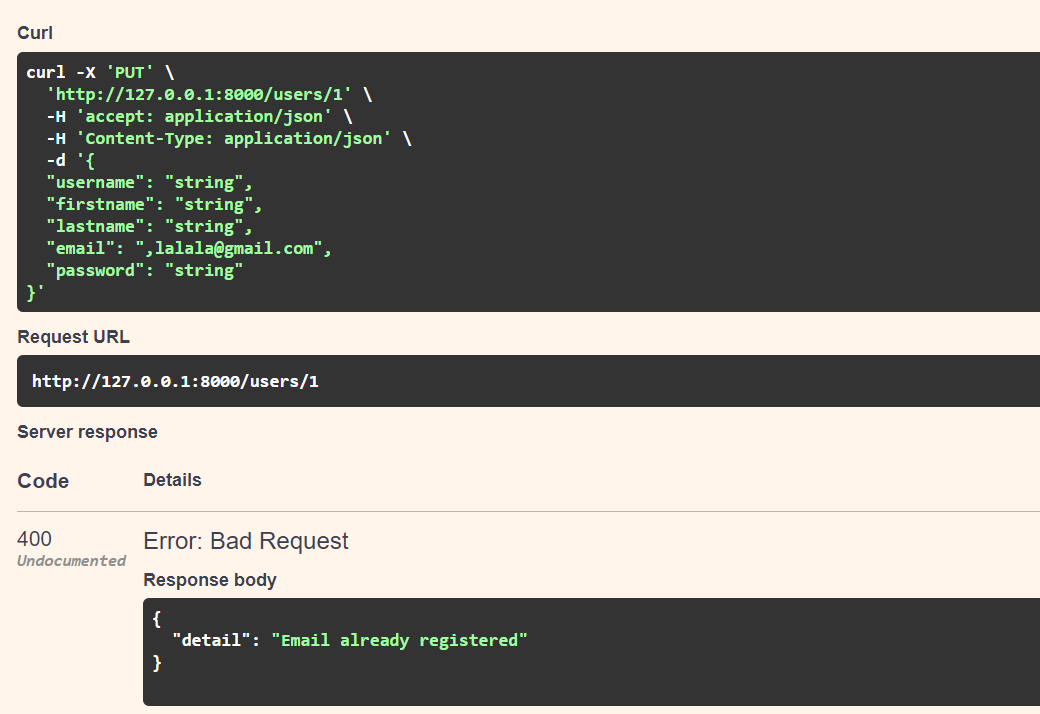 Curl
curl -X 'PUT' \
  'http://127.0.0.1:8000/users/1' \
  -H 'accept: application/json' \
  -H 'Content-Type: application/json' \
  -d '{
  "username": "string",
  "firstname": "string",
  "lastname": "string",
  "email": ",lalala@gmail.com",
  "password": "string"
}'
Request URL
http://127.0.0.1:8000/users/1
Server response
Code Details
400 Error: Bad Request
Undocumented
Response body
{
  "detail": "Email already registered"
}